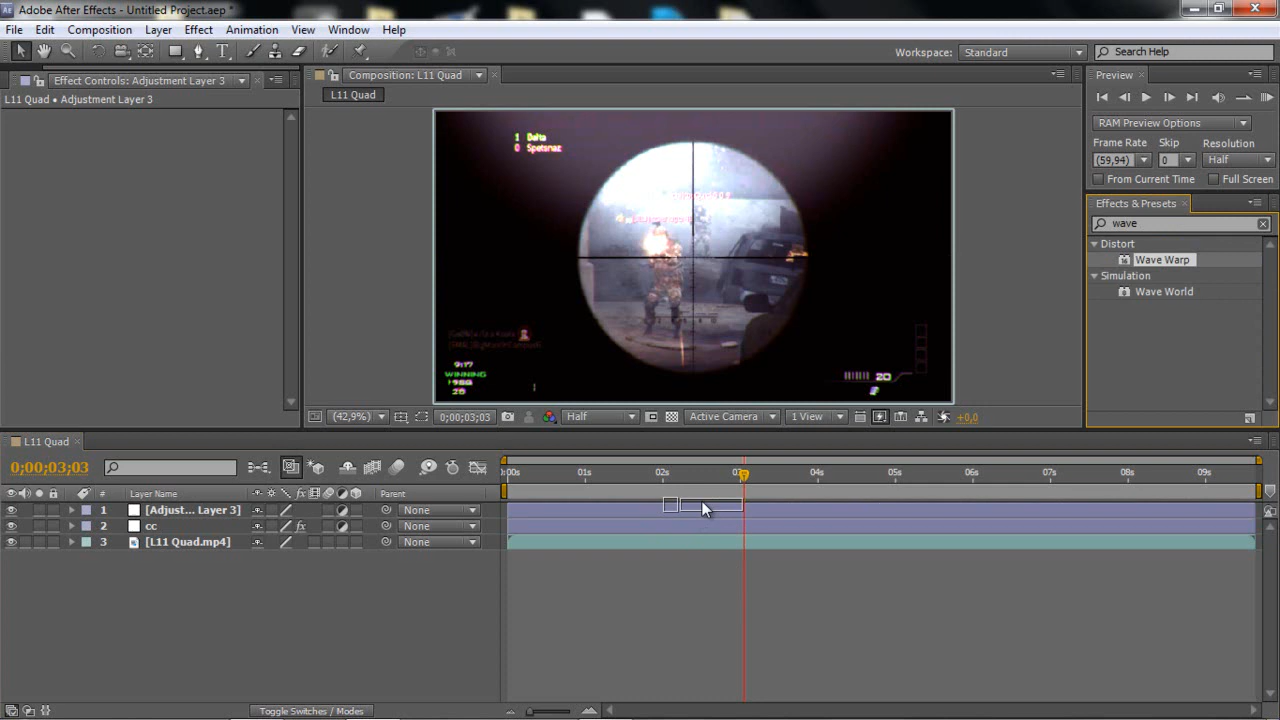 Adobe After Effects - Untitled Project.aep *
File Edit Composition Layer Effect Animation View Window Help
Workspace: Standard
Search Help
Effect Controls: Adjustment Layer 3
L11 Quad • Adjustment Layer 3
Composition: L11 Quad
L11 Quad
1 Delta
0 Spetsnaz
9:17
WINNING
20
(42,9%)
0;00;03;03
Half
Active Camera
1 View
+0,0
Preview
RAM Preview Options
Frame Rate Skip Resolution
(59,94) 0 Half
From Current Time Full Screen
Effects & Presets
wave
Distort
Wave Warp
Simulation
Wave World
L11 Quad
0;00;03;03
:00s 01s 02s 03 04s 05s 06s 07s 08s 09s
# Layer Name Parent
1 [Adjust... Layer 3] None
2 cc fx None
3 [L11 Quad.mp4] None
Toggle Switches / Modes